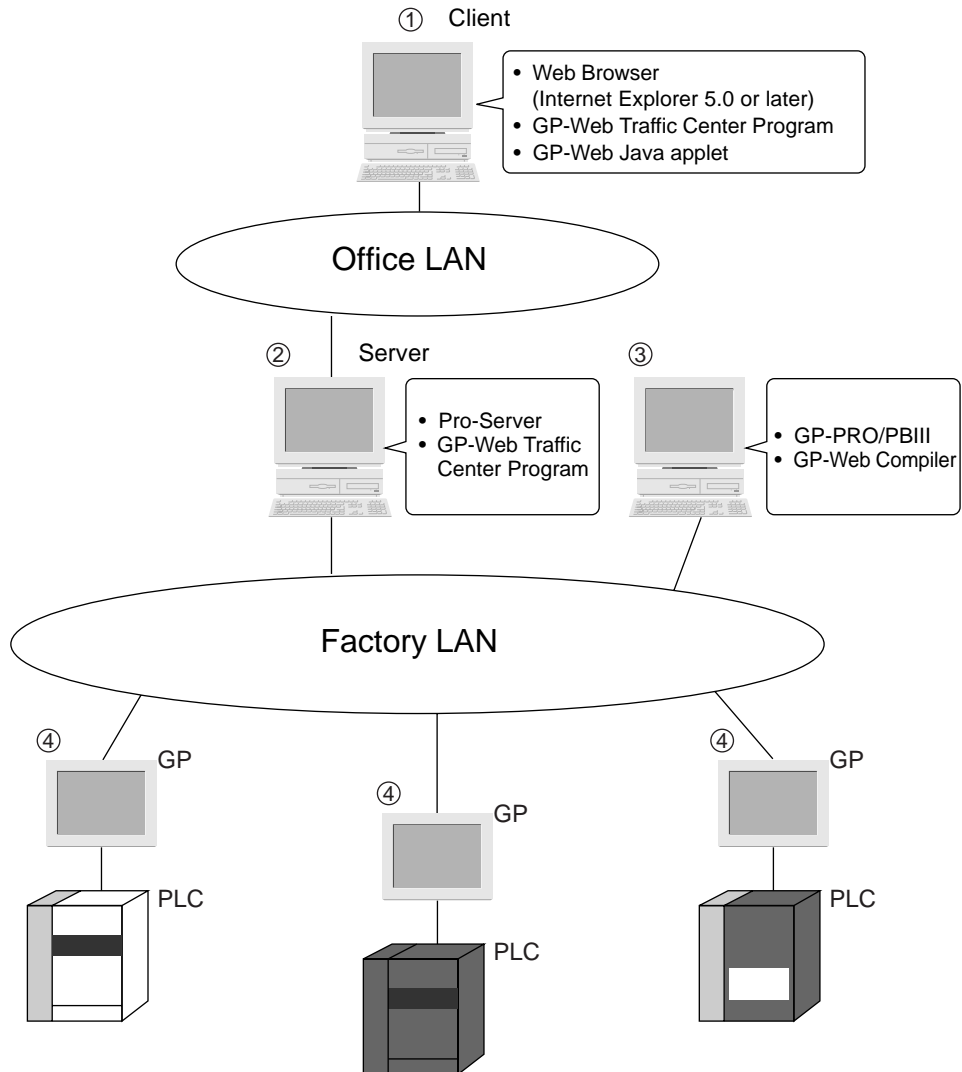 ① Client
• Web Browser
(Internet Explorer 5.0 or later)
• GP-Web Traffic Center Program
• GP-Web Java applet
Office LAN
② Server
• Pro-Server
• GP-Web Traffic
Center Program
③
• GP-PRO/PBIII
• GP-Web Compiler
Factory LAN
④ GP
PLC
④ GP
PLC
④ GP
PLC